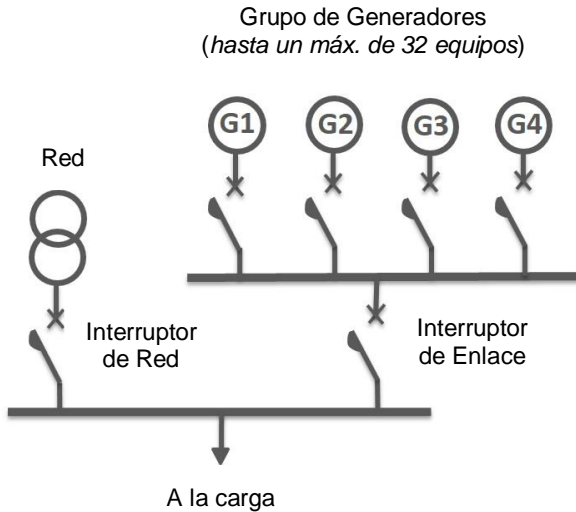 Grupo de Generadores
(hasta un máx. de 32 equipos)
G1 G2 G3 G4
Red
Interruptor
de Red
Interruptor
de Enlace
A la carga